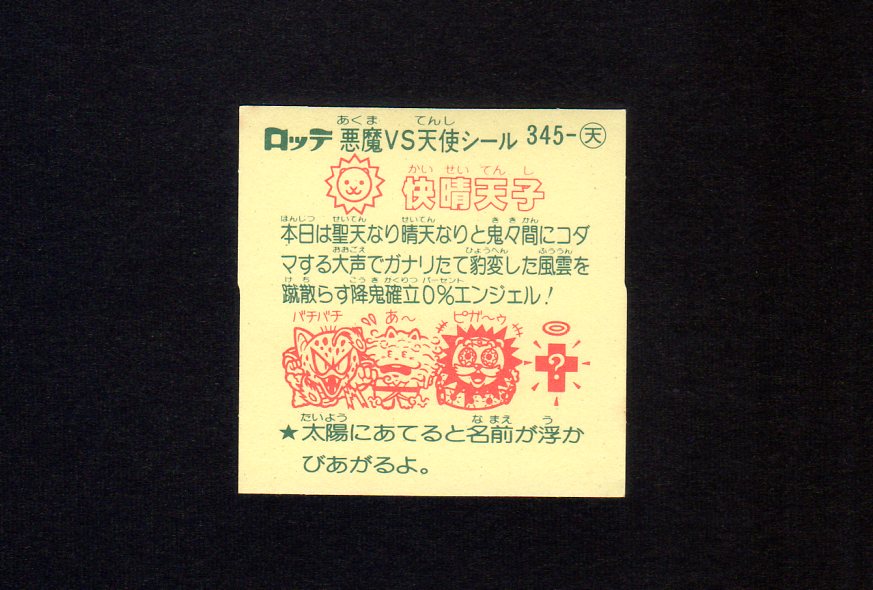 ロッテ 悪魔VS天使シール 345-天
あくま てんし
快晴天子
かい せい てん し
本日は聖天なり晴天なりと鬼々間にコダ
ほんじつ せいてん せいてん き き かん
マする大声でガナリたて豹変した風雲を
おおごえ ひょうへん ふううん
蹴散らす降鬼確立0%エンジェル!
け ち こう き かくりつ パーセント
バチバチ あ〜 ピガ〜ゥ
?
★太陽にあてると名前が浮か
たいよう なまえ う
びあがるよ。